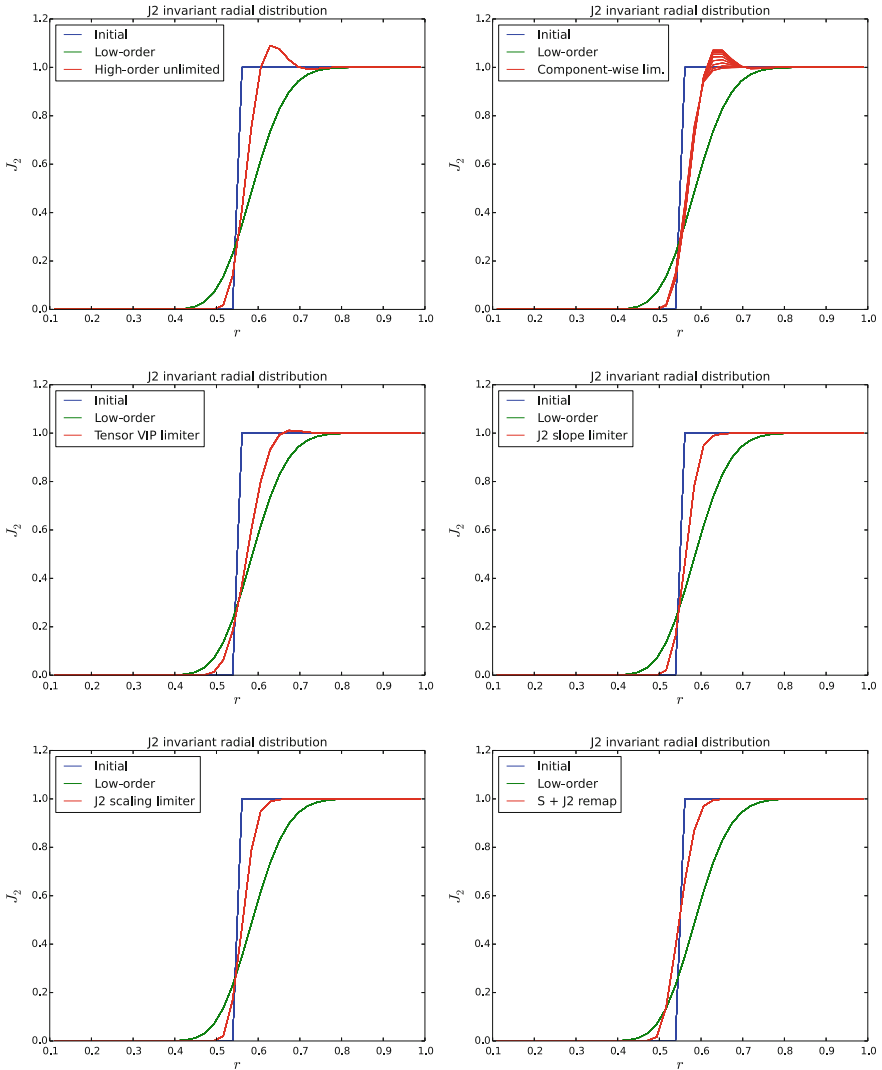 J2 invariant radial distribution
Initial
Low-order
High-order unlimited
1.2
1.0
0.8
0.6
0.4
0.2
0.0
J2
0.1 0.2 0.3 0.4 0.5 0.6 0.7 0.8 0.9 1.0
r
J2 invariant radial distribution
Initial
Low-order
Component-wise lim.
1.2
1.0
0.8
0.6
0.4
0.2
0.0
J2
0.1 0.2 0.3 0.4 0.5 0.6 0.7 0.8 0.9 1.0
r
J2 invariant radial distribution
Initial
Low-order
Tensor VIP limiter
1.2
1.0
0.8
0.6
0.4
0.2
0.0
J2
0.1 0.2 0.3 0.4 0.5 0.6 0.7 0.8 0.9 1.0
r
J2 invariant radial distribution
Initial
Low-order
J2 slope limiter
1.2
1.0
0.8
0.6
0.4
0.2
0.0
J2
0.1 0.2 0.3 0.4 0.5 0.6 0.7 0.8 0.9 1.0
r
J2 invariant radial distribution
Initial
Low-order
J2 scaling limiter
1.2
1.0
0.8
0.6
0.4
0.2
0.0
J2
0.1 0.2 0.3 0.4 0.5 0.6 0.7 0.8 0.9 1.0
r
J2 invariant radial distribution
Initial
Low-order
S + J2 remap
1.2
1.0
0.8
0.6
0.4
0.2
0.0
J2
0.1 0.2 0.3 0.4 0.5 0.6 0.7 0.8 0.9 1.0
r